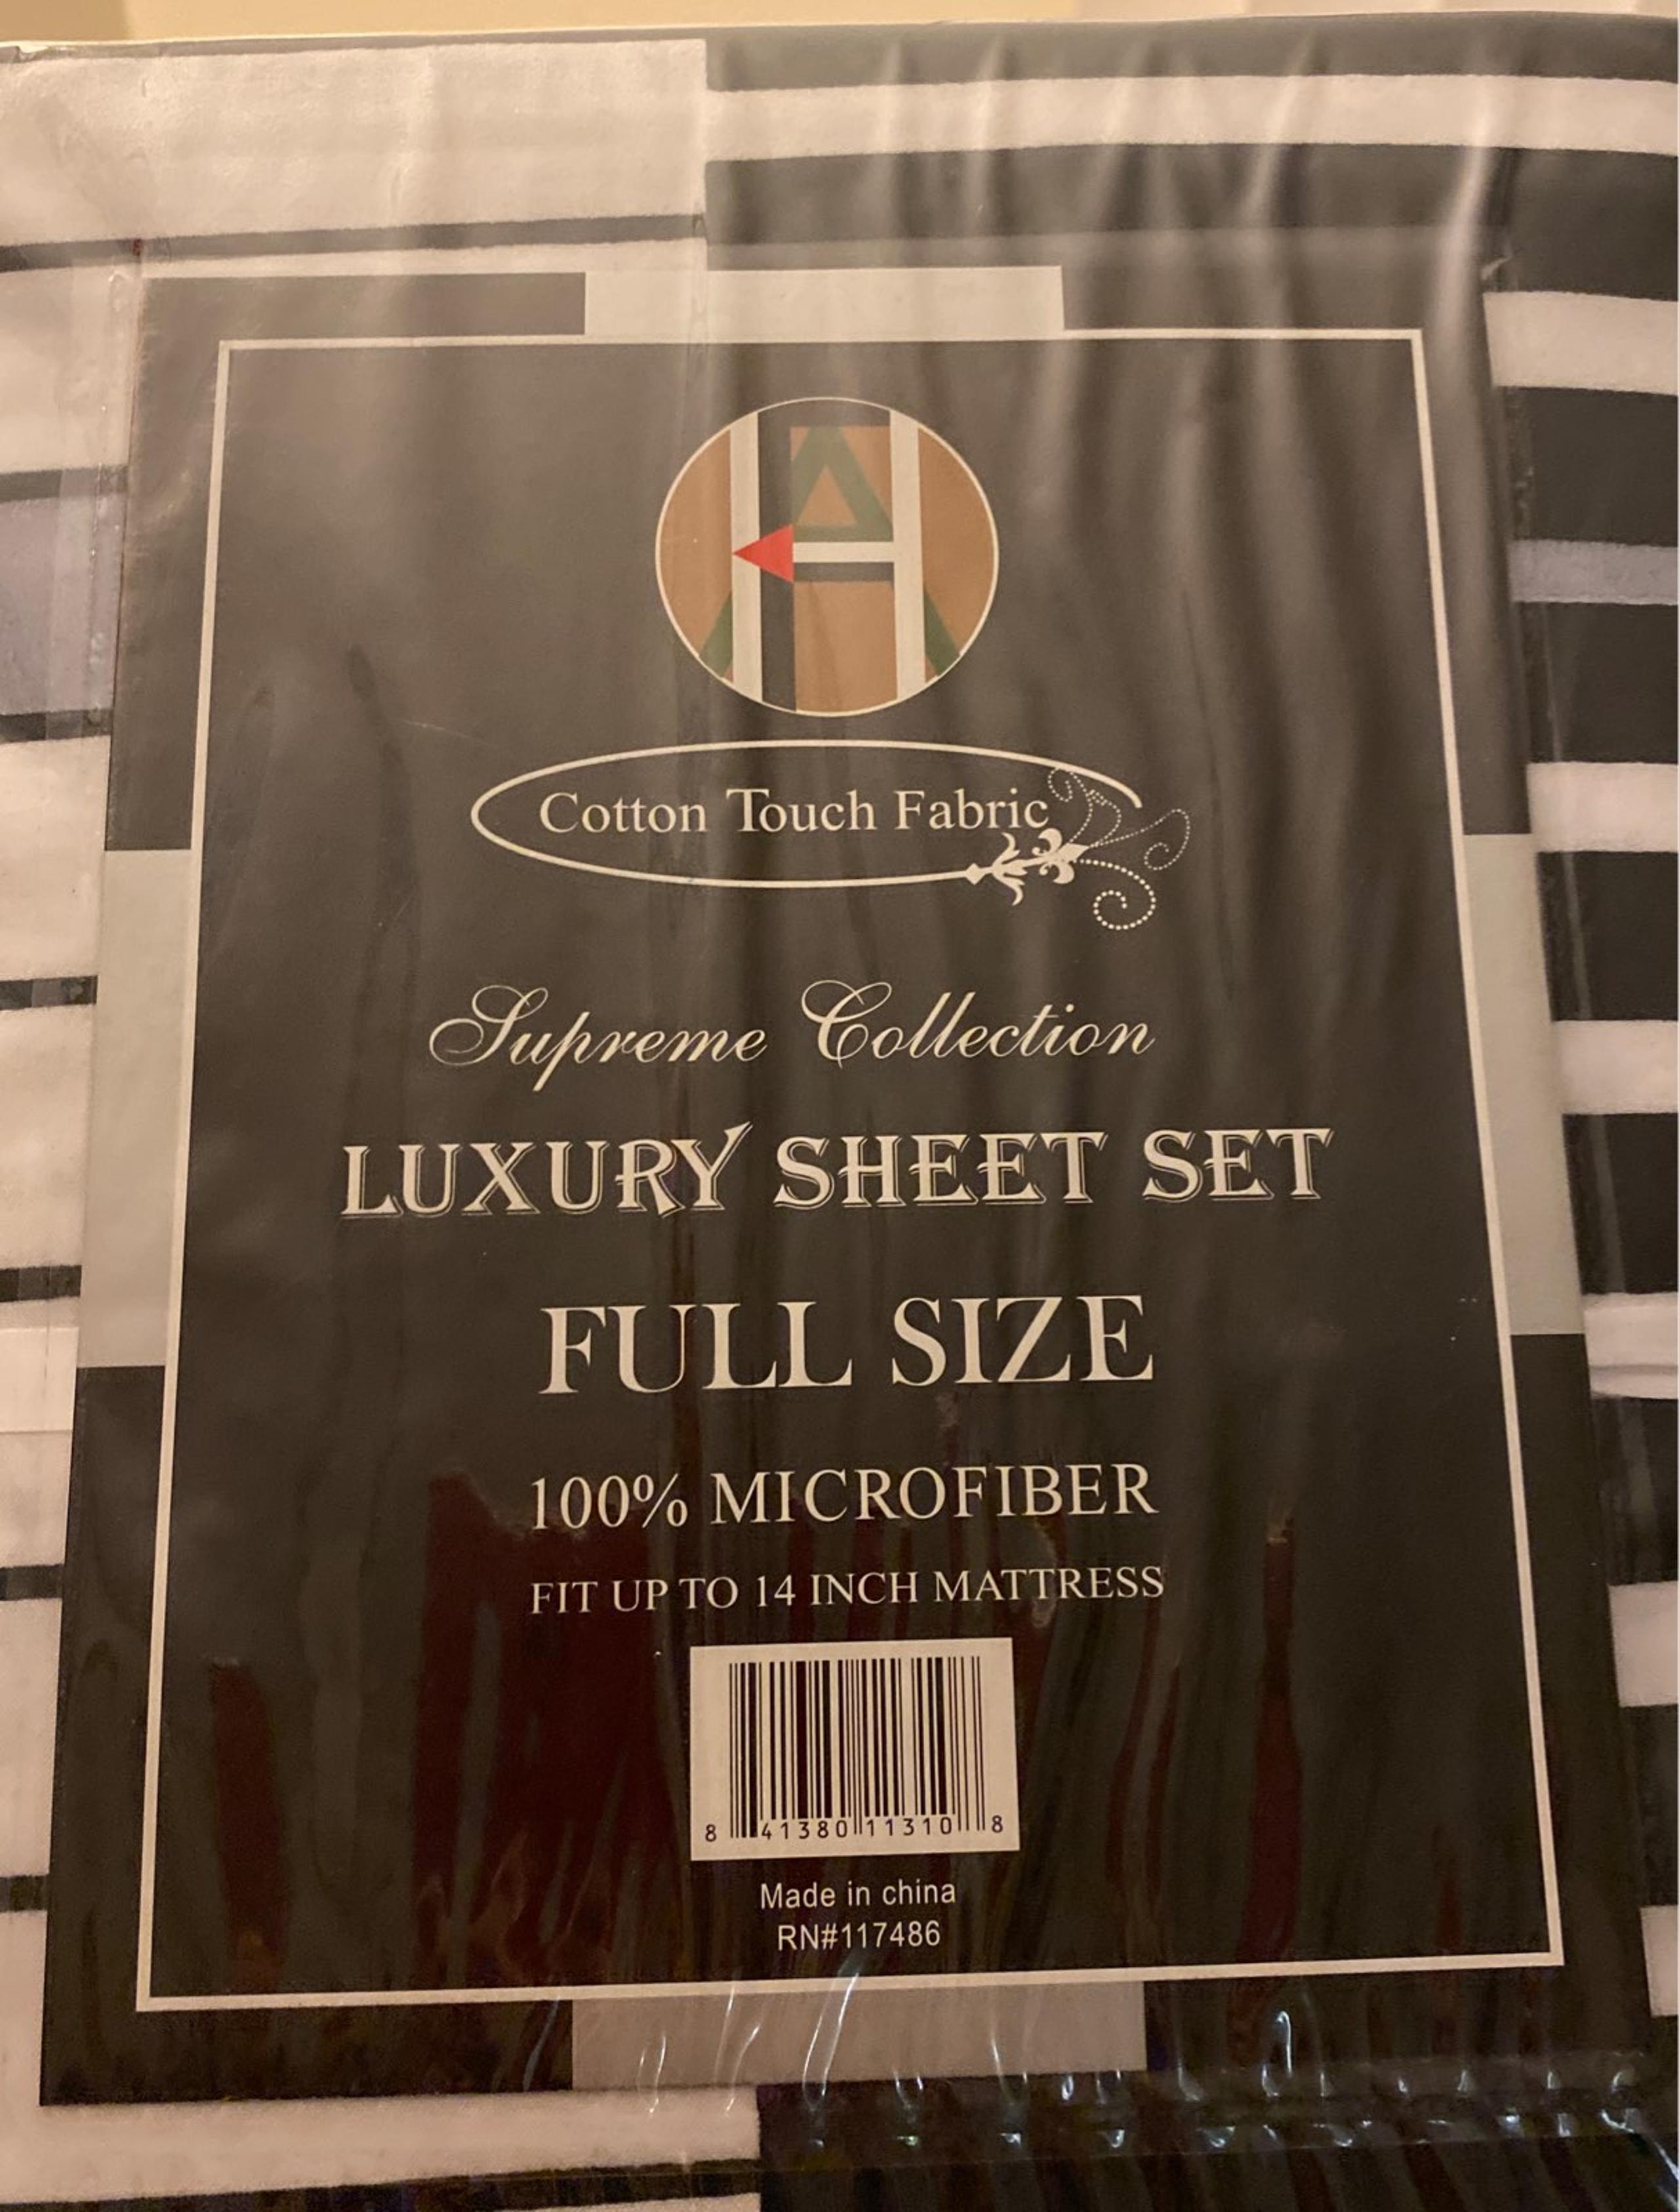 Cotton Touch Fabric
Supreme Collection
LUXURY SHEET SET
FULL SIZE
100% MICROFIBER
FIT UP TO 14 INCH MATTRESS
8 41380 11310 8
Made in china
RN#117486